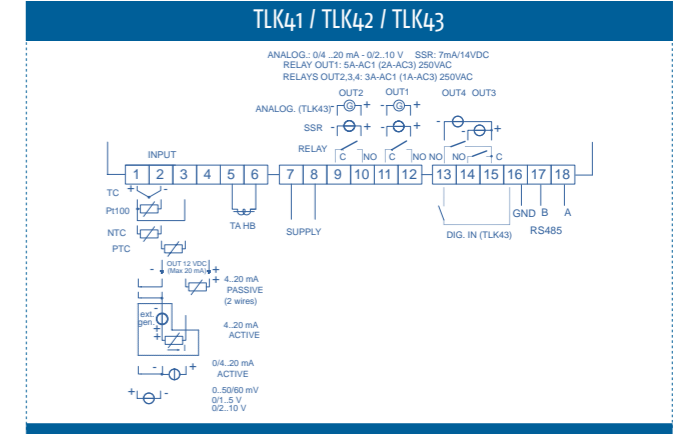 TLK41 / TLK42 / TLK43
ANALOG.: 0/4 ..20 mA - 0/2..10 V SSR: 7mA/14VDC
RELAY OUT1: 5A-AC1 (2A-AC3) 250VAC
RELAYS OUT2,3,4: 3A-AC1 (1A-AC3) 250VAC
OUT2 OUT1 OUT4 OUT3
ANALOG. (TLK43) - G + - G +
SSR - + - + - +
RELAY C NO C NO NO NO C
INPUT
1 2 3 4 5 6 7 8 9 10 11 12 13 14 15 16 17 18
TC + -
Pt100
GND B A
TA HB SUPPLY DIG. IN (TLK43) RS485
NTC
PTC
- OUT 12 VDC +
(Max 20 mA)
+ 4..20 mA
PASSIVE
(2 wires)
-
ext.
gen.
+
+
4..20 mA
ACTIVE
- + 0/4..20 mA
ACTIVE
+ - 0..50/60 mV
0/1..5 V
0/2..10 V